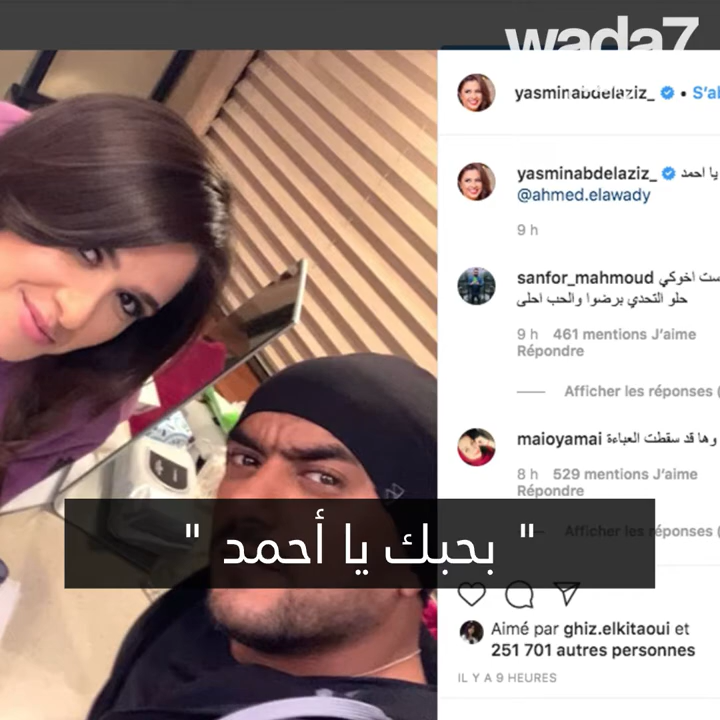 wada7
yasminabdelaziz_ • S'a
yasminabdelaziz_ يا احمد
@ahmed.elawady
9 h
sanfor_mahmoud ست اخوكي
حلو التحدي برضوا والحب احلى
9 h 461 mentions J'aime
Répondre
Afficher les réponses (
maioyamai وها قد سقطت العباءة
8 h 529 mentions J'aime
Répondre
Afficher les réponses (
" بحبك يا أحمد "
Aimé par ghiz.elkitaoui et
251 701 autres personnes
IL Y A 9 HEURES